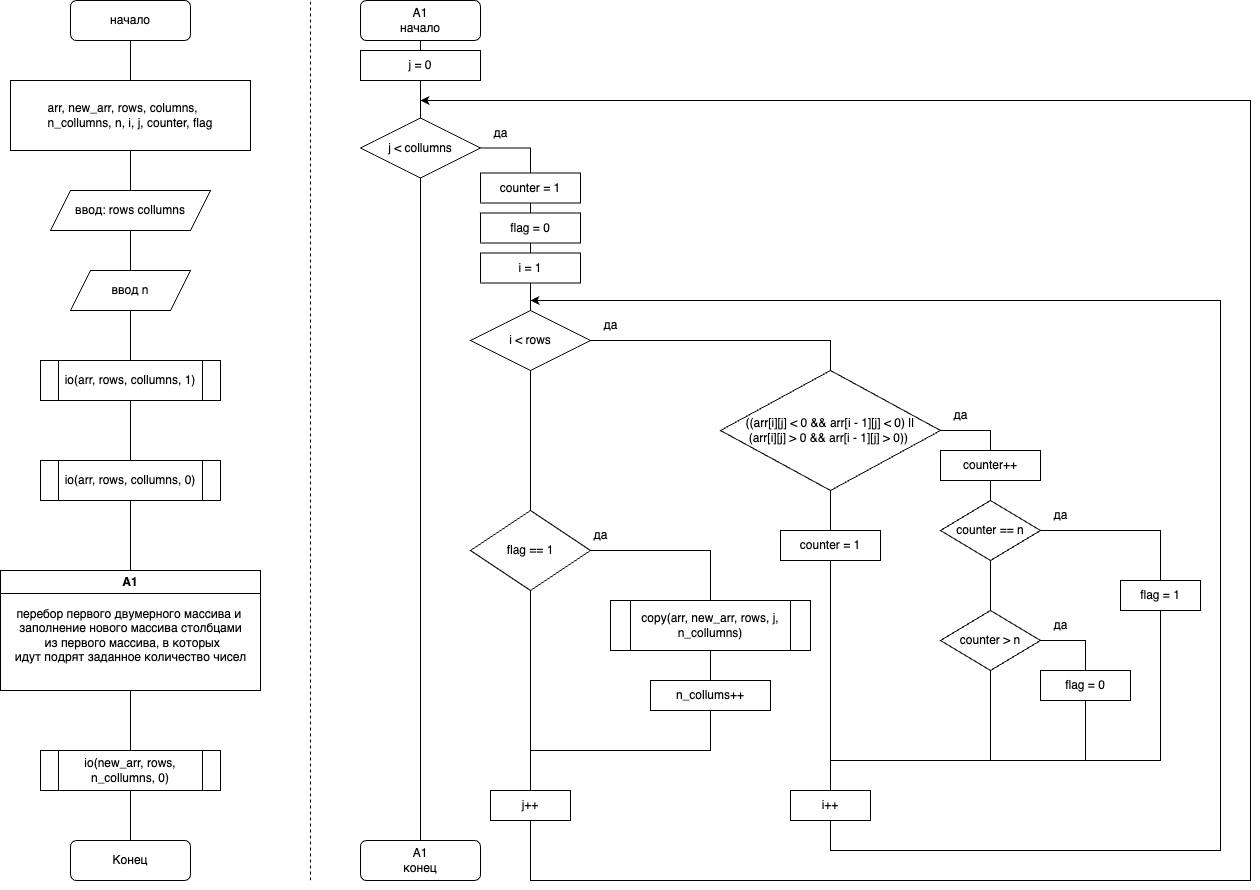 начало
arr, new_arr, rows, columns,
n_collumns, n, i, j, counter, flag
ввод: rows collumns
ввод n
io(arr, rows, collumns, 1)
io(arr, rows, collumns, 0)
A1
перебор первого двумерного массива и
заполнение нового массива столбцами
из первого массива, в которых
идут подрят заданное количество чисел
io(new_arr, rows,
n_collumns, 0)
Конец
A1
начало
j = 0
j < collumns
да
counter = 1
flag = 0
i = 1
i < rows
да
((arr[i][j] < 0 && arr[i - 1][j] < 0) ||
(arr[i][j] > 0 && arr[i - 1][j] > 0))
да
counter++
counter = 1
counter == n
да
flag = 1
counter > n
да
flag = 0
flag == 1
да
copy(arr, new_arr, rows, j,
n_collumns)
n_collums++
j++
i++
A1
конец